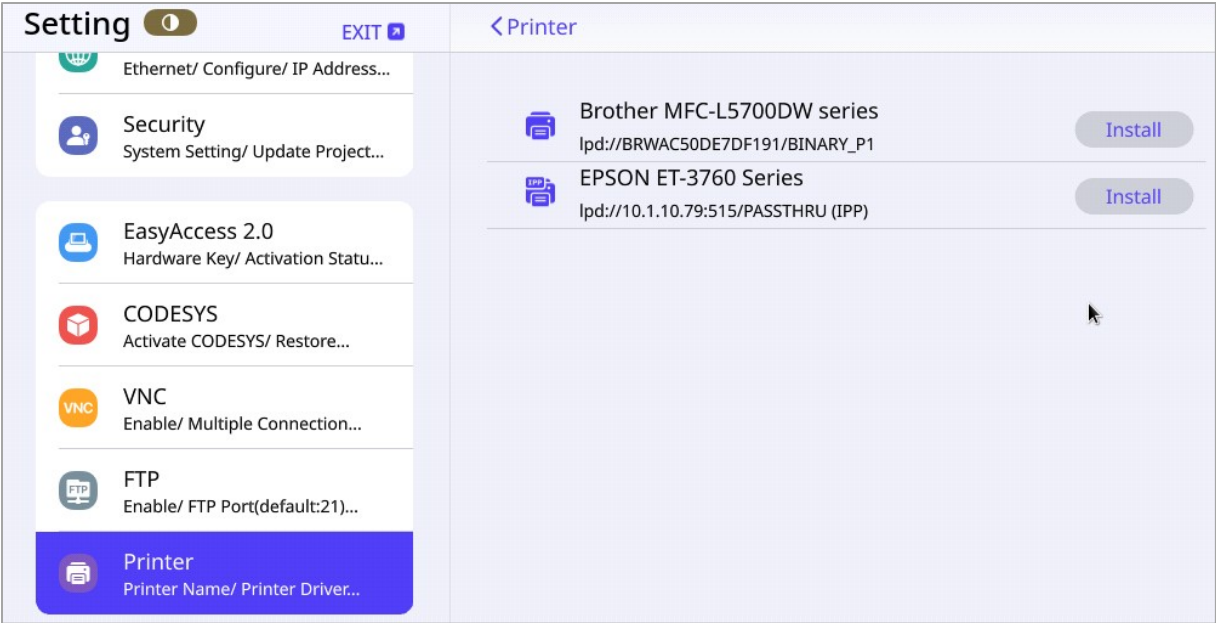 Setting
EXIT
Ethernet/ Configure/ IP Address...
Security
System Setting/ Update Project...
EasyAccess 2.0
Hardware Key/ Activation Statu...
CODESYS
Activate CODESYS/ Restore...
VNC
VNC
Enable/ Multiple Connection...
FTP
FTP
Enable/ FTP Port(default:21)...
Printer
Printer Name/ Printer Driver...
Printer
Brother MFC-L5700DW series
lpd://BRWAC50DE7DF191/BINARY_P1
Install
IPP
EPSON ET-3760 Series
lpd://10.1.10.79:515/PASSTHRU (IPP)
Install